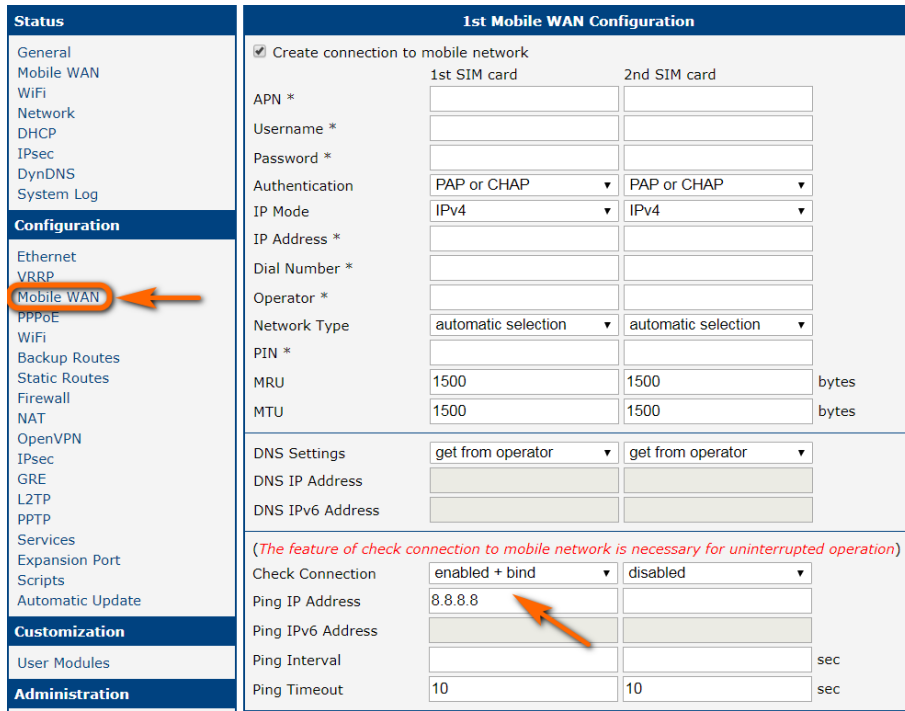 Status
General
Mobile WAN
WiFi
Network
DHCP
IPsec
DynDNS
System Log
Configuration
Ethernet
VRRP
Mobile WAN
PPPoE
WiFi
Backup Routes
Static Routes
Firewall
NAT
OpenVPN
IPsec
GRE
L2TP
PPTP
Services
Expansion Port
Scripts
Automatic Update
Customization
User Modules
Administration
1st Mobile WAN Configuration
Create connection to mobile network
1st SIM card 2nd SIM card
APN *
Username *
Password *
Authentication PAP or CHAP PAP or CHAP
IP Mode IPv4 IPv4
IP Address *
Dial Number *
Operator *
Network Type automatic selection automatic selection
PIN *
MRU 1500 1500 bytes
MTU 1500 1500 bytes
DNS Settings get from operator get from operator
DNS IP Address
DNS IPv6 Address
(The feature of check connection to mobile network is necessary for uninterrupted operation)
Check Connection enabled + bind disabled
Ping IP Address 8.8.8.8
Ping IPv6 Address
Ping Interval sec
Ping Timeout 10 10 sec